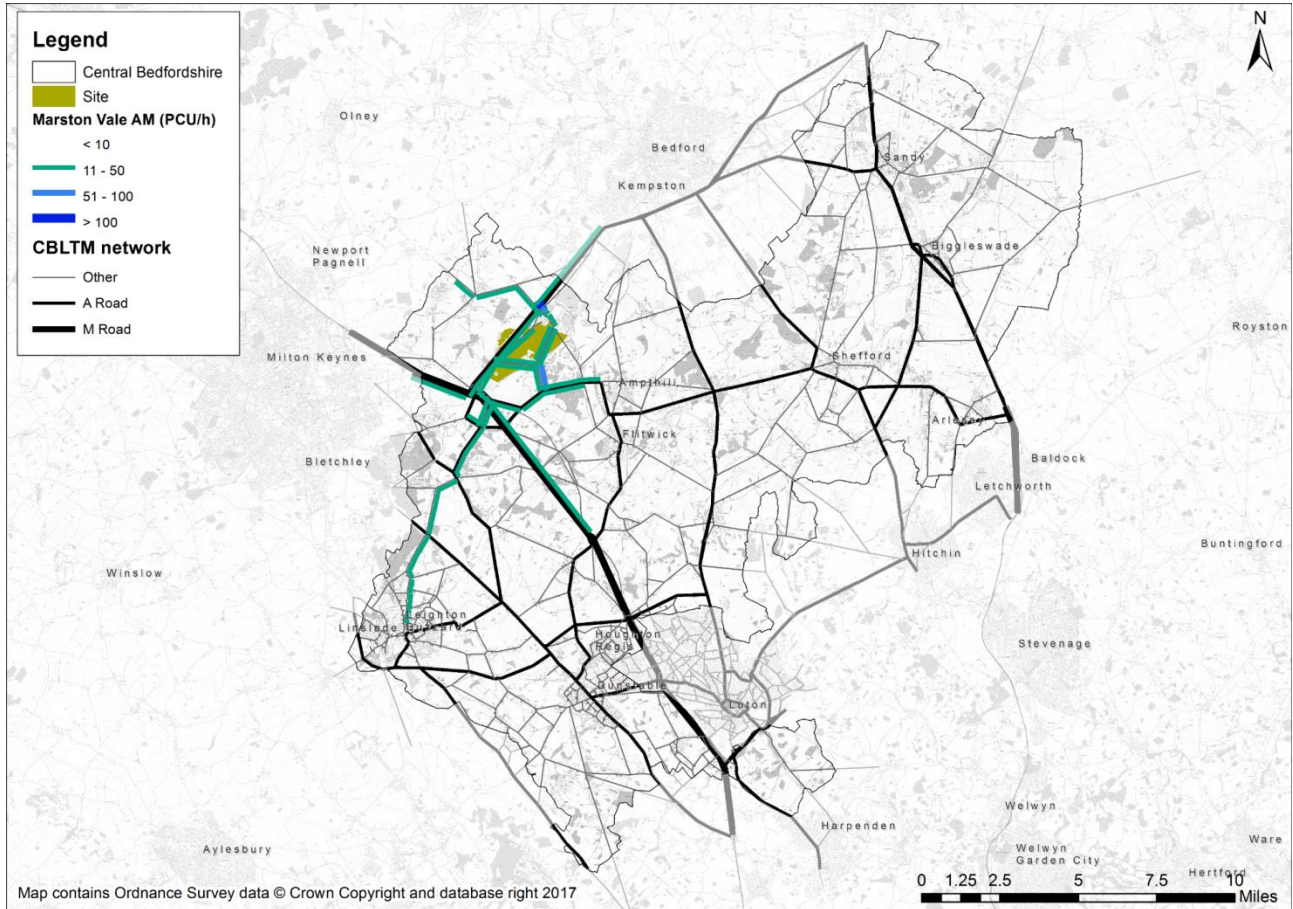 Legend
Central Bedfordshire
Site
Marston Vale AM (PCU/h)
< 10
11 - 50
51 - 100
> 100
CBLTM network
Other
A Road
M Road
N
Olney
Bedford
Kempston
Sandy
Newport
Pagnell
Biggleswade
Milton Keynes
Royston
Shefford
Ampthill
Arlesey
Flitwick
Bletchley
Baldock
Letchworth
Buntingford
Hitchin
Winslow
Leighton
Linslade Buzzard
Houghton
Regis
Stevenage
Dunstable
Luton
Welwyn
Harpenden
Ware
Aylesbury
Welwyn
Garden City
Hertford
0 1.25 2.5 5 7.5 10
Miles
Map contains Ordnance Survey data © Crown Copyright and database right 2017